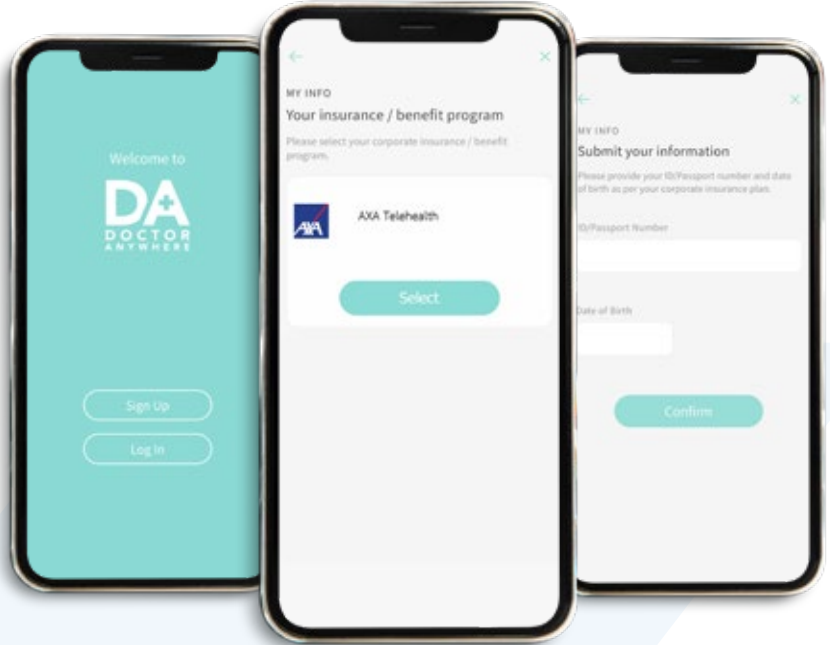 Welcome to
DA
DOCTOR
ANYWHERE
Sign Up
Log In
MY INFO
Your insurance / benefit program
Please select your corporate insurance / benefit
program.
AXA
AXA Telehealth
Select
MY INFO
Submit your information
Please provide your ID/Passport number and date
of birth as per your corporate insurance plan.
ID/Passport Number
Date of Birth
Confirm